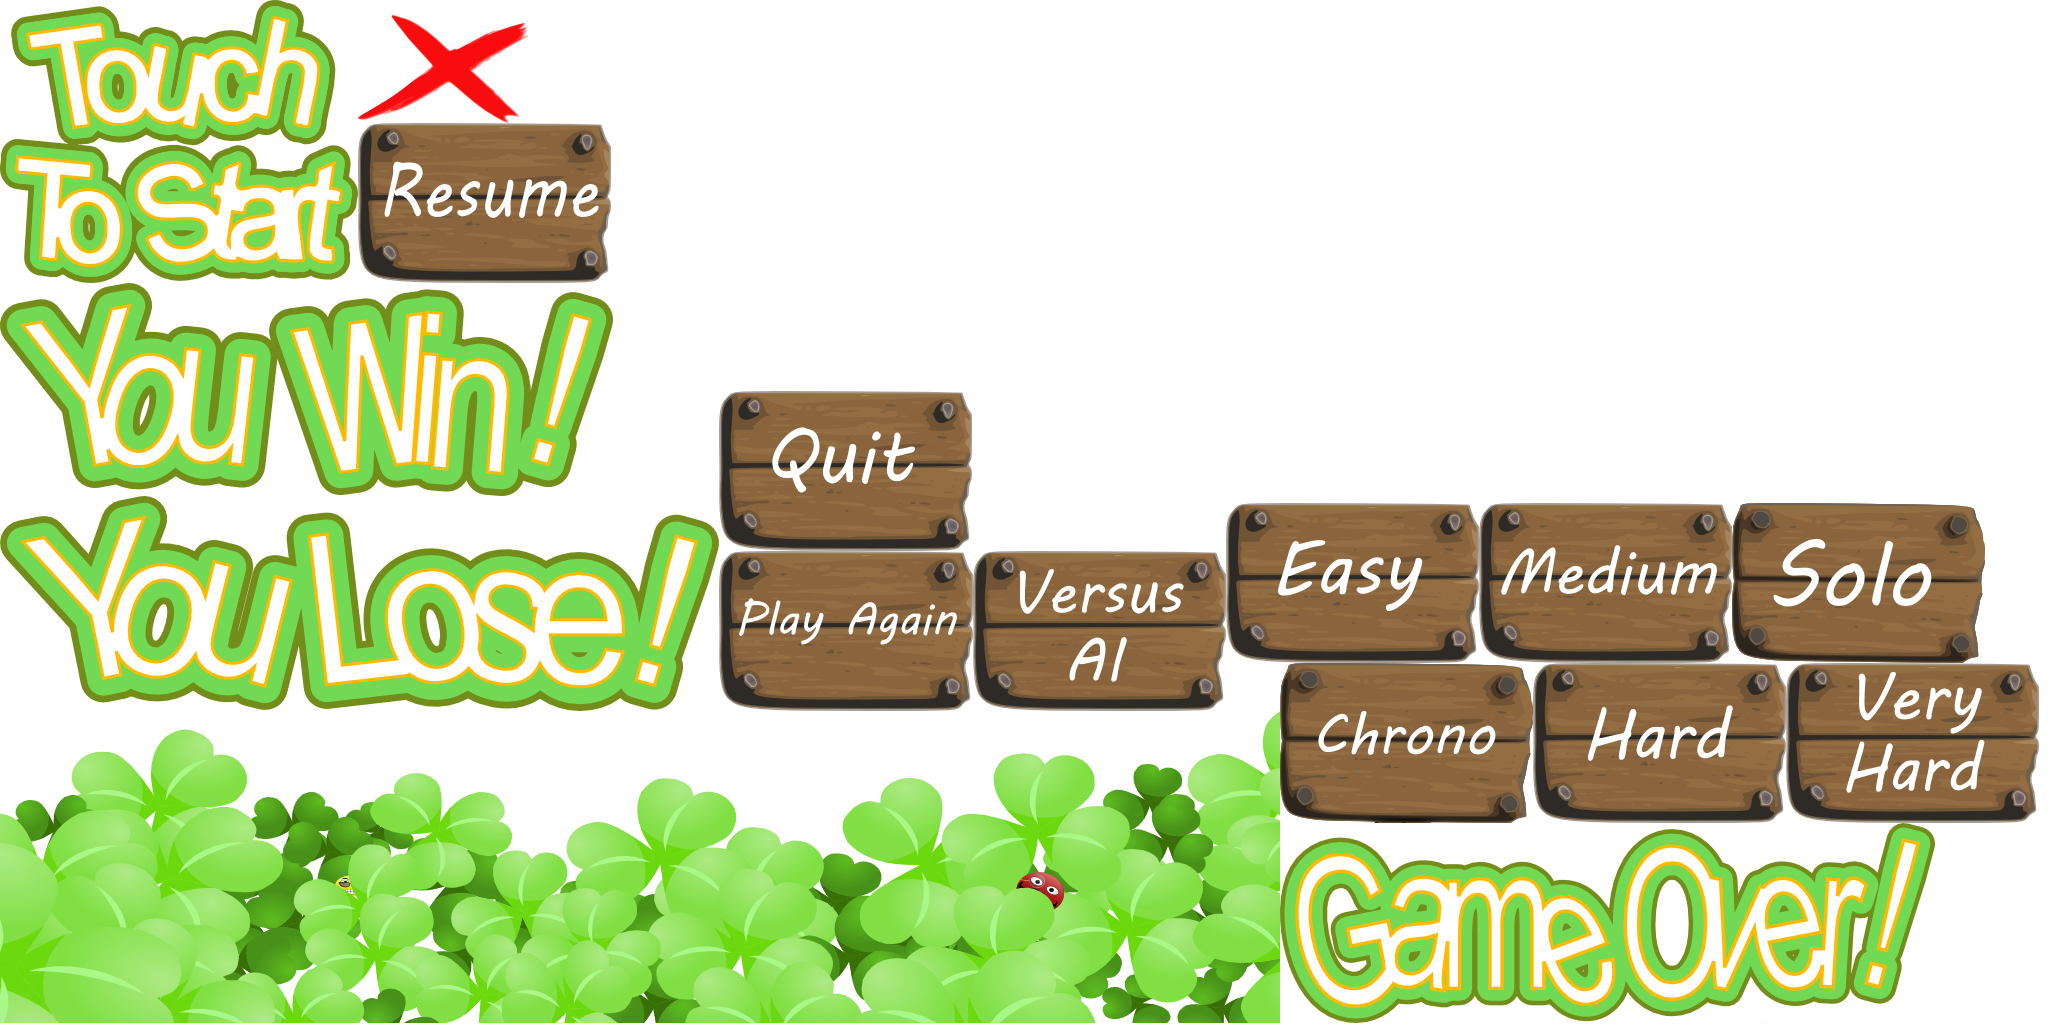 Touch
To Start
Resume
You Win!
Quit
You Lose!
Play Again
Versus
AI
Easy
Medium
Solo
Chrono
Hard
Very
Hard
Game Over!